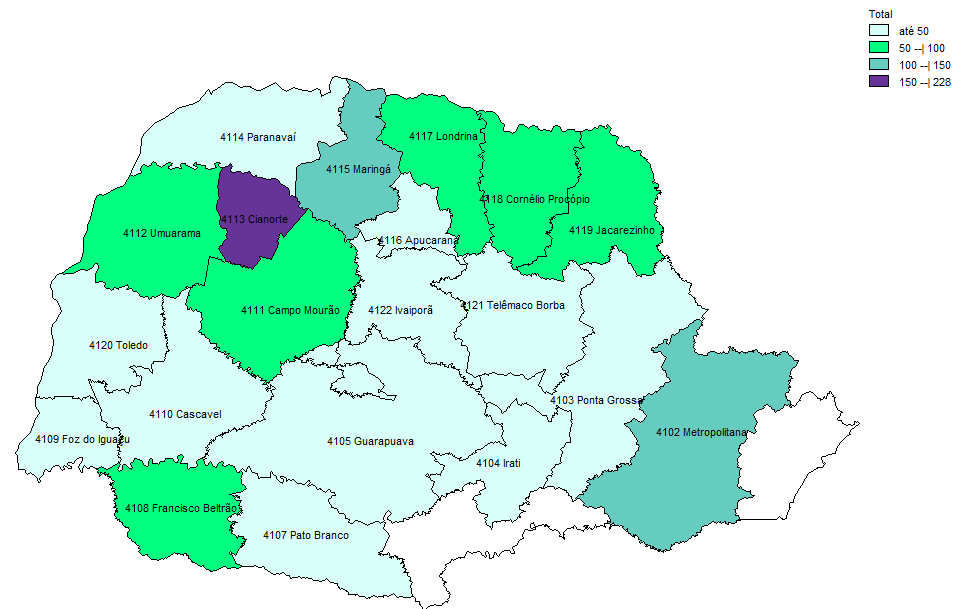 Total
até 50
50 --| 100
100 --| 150
150 --| 228
4114 Paranavaí
4117 Londrina
4115 Maringá
4118 Cornélio Procópio
4113 Cianorte
4112 Umuarama
4119 Jacarezinho
4116 Apucarana
4121 Telêmaco Borba
4111 Campo Mourão
4122 Ivaiporã
4120 Toledo
4103 Ponta Grossa
4110 Cascavel
4102 Metropolitana
4109 Foz do Iguaçu
4105 Guarapuava
4104 Irati
4108 Francisco Beltrão
4107 Pato Branco